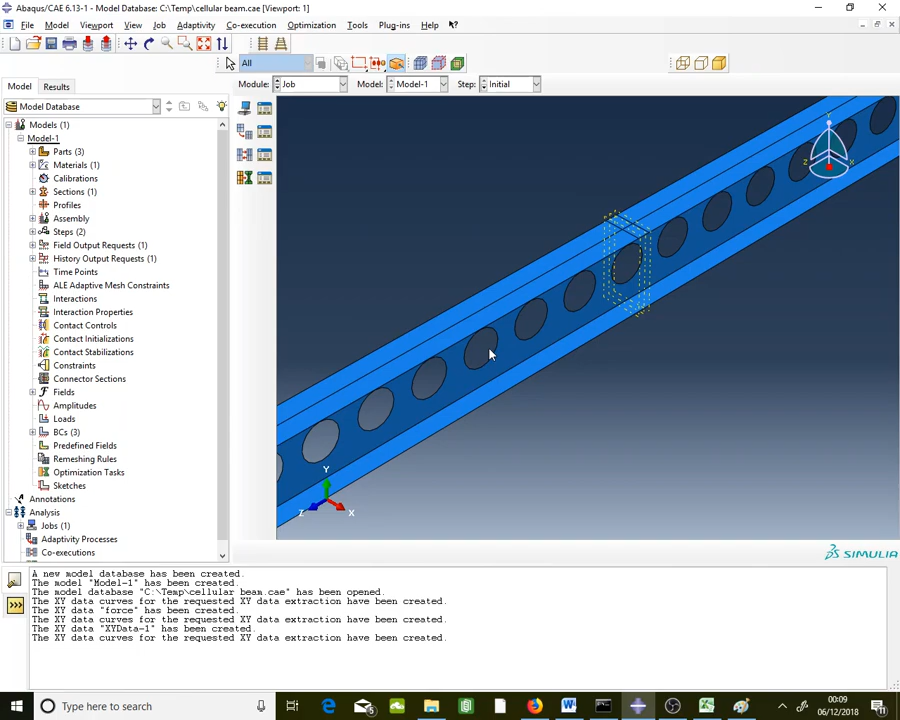 Abaqus/CAE 6.13-1 - Model Database: C:\Temp\cellular beam.cae [Viewport: 1]
File Model Viewport View Job Adaptivity Co-execution Optimization Tools Plug-ins Help
All
Model Results
Module: Job Model: Model-1 Step: Initial
Model Database
Models (1)
Model-1
Parts (3)
Materials (1)
Calibrations
Sections (1)
Profiles
Assembly
Steps (2)
Field Output Requests (1)
History Output Requests (1)
Time Points
ALE Adaptive Mesh Constraints
Interactions
Interaction Properties
Contact Controls
Contact Initializations
Contact Stabilizations
Constraints
Connector Sections
Fields
Amplitudes
Loads
BCs (3)
Predefined Fields
Remeshing Rules
Optimization Tasks
Sketches
Annotations
Analysis
Jobs (1)
Adaptivity Processes
Co-executions
Y
Z
X
Y
Z
X
SIMULIA
A new model database has been created.
The model "Model-1" has been created.
The model database "C:\Temp\cellular beam.cae" has been opened.
The XY data curves for the requested XY data extraction have been created.
The XY data "force" has been created.
The XY data curves for the requested XY data extraction have been created.
The XY data "XYData-1" has been created.
The XY data curves for the requested XY data extraction have been created.
>>>
Type here to search
5
00:09
06/12/2018
11